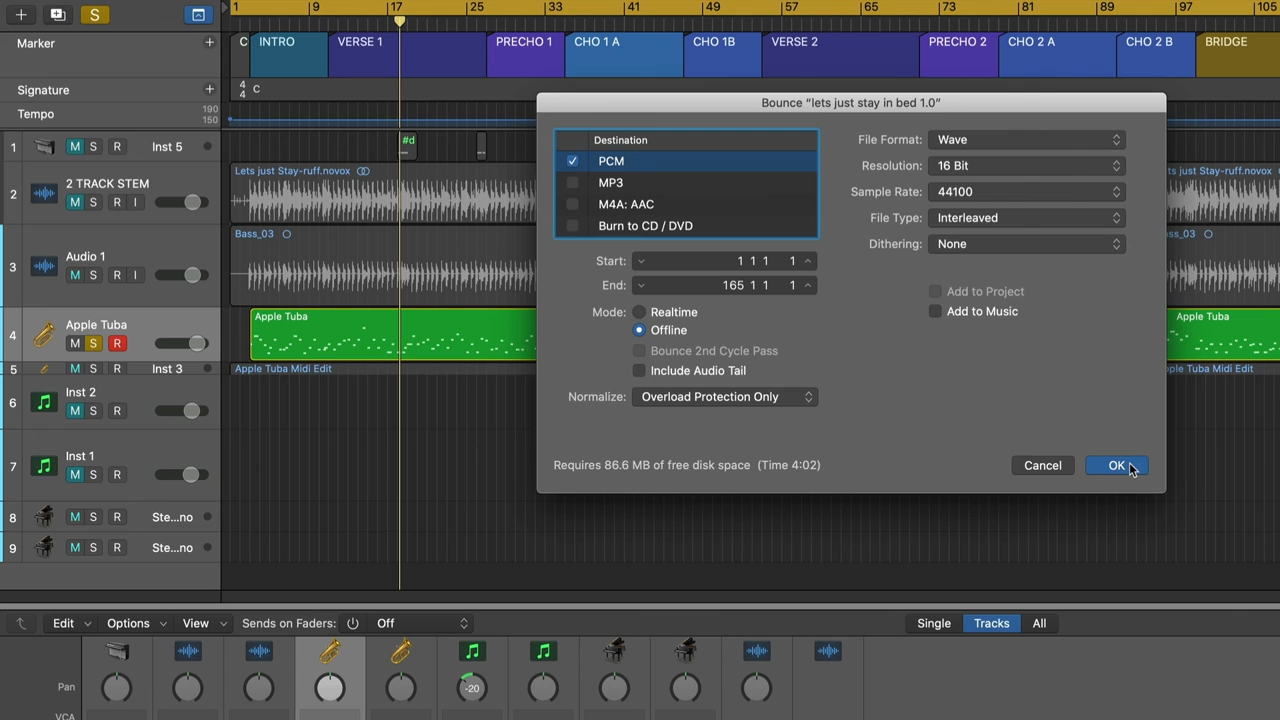 S
1 9 17 25 33 41 49 57 65 73 81 89 97 105
Marker
C INTRO VERSE 1 PRECHO 1 CHO 1 A CHO 1B VERSE 2 PRECHO 2 CHO 2 A CHO 2 B BRIDGE
Signature
4
4 C
Tempo
190
150
Bounce “lets just stay in bed 1.0”
1 M S R Inst 5
#d
2 2 TRACK STEM
M S R I
Lets just Stay-ruff.novox
ts just Stay-ruff.novox
3 Audio 1
M S R I
Bass_03
ss_03
4 Apple Tuba
M S R
Apple Tuba
Apple Tuba
5 M S R Inst 3
Apple Tuba Midi Edit
pple Tuba Midi Edit
6 Inst 2
M S R
7 Inst 1
M S R
8 M S R Ste...no
9 M S R Ste...no
Destination
PCM
MP3
M4A: AAC
Burn to CD / DVD
Start: 1 1 1 1
End: 165 1 1 1
Mode: Realtime
Offline
Bounce 2nd Cycle Pass
Include Audio Tail
Normalize: Overload Protection Only
File Format: Wave
Resolution: 16 Bit
Sample Rate: 44100
File Type: Interleaved
Dithering: None
Add to Project
Add to Music
Requires 86.6 MB of free disk space (Time 4:02)
Cancel OK
Edit Options View Sends on Faders: Off Single Tracks All
Pan
-20
VCA